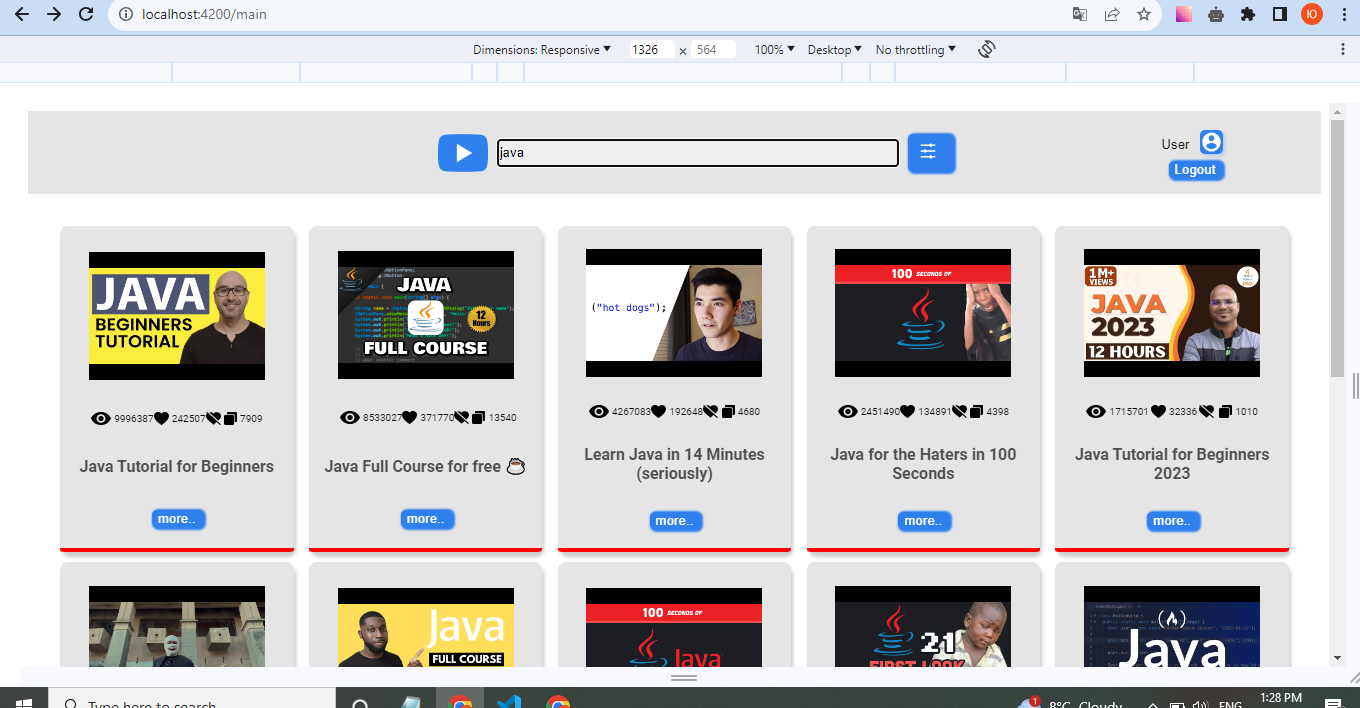 localhost:4200/main
Ю
Dimensions: Responsive 1326 × 564 100% Desktop No throttling
java
User
Logout
JAVA
BEGINNERS
TUTORIAL
JAVA
12
Hours
FULL COURSE
("hot dogs");
100 SECONDS OF
1M+
VIEWS
JAVA
2023
12 HOURS
9996387 242507 7909
8533027 371770 13540
4267083 192648 4680
2451490 134891 4398
1715701 32336 1010
Java Tutorial for Beginners
Java Full Course for free
Learn Java in 14 Minutes
(seriously)
Java for the Haters in 100
Seconds
Java Tutorial for Beginners
2023
more..
more..
more..
more..
more..
Java
FULL COURSE
100 SECONDS OF
Java
21
FIRST LOOK
Java
Type here to search
1
8°C Cloudy
ENG
1:28 PM